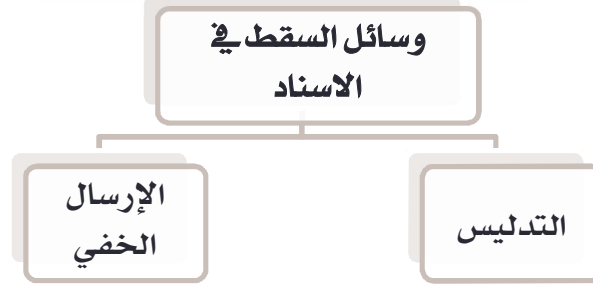 وسائل السقط في
الاسناد
التدليس
الإرسال
الخفي